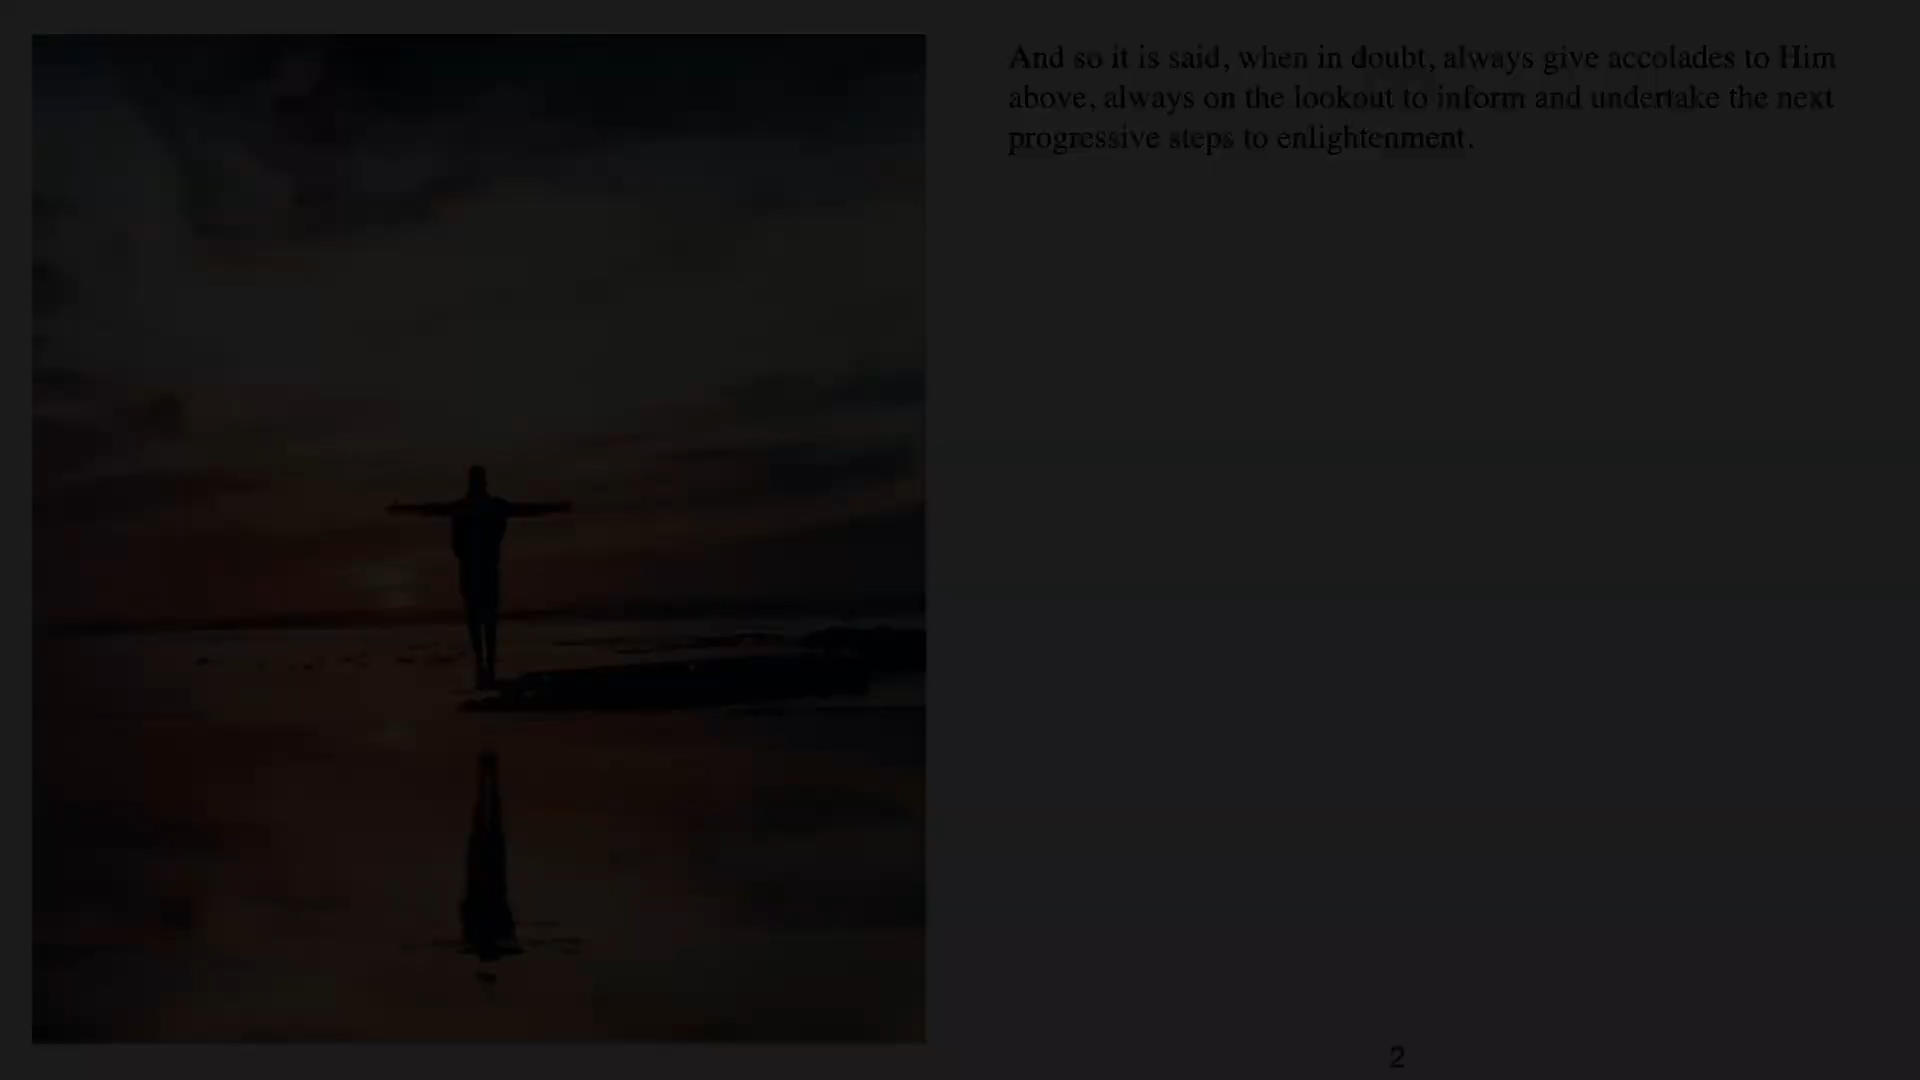 And so it is said, when in doubt, always give accolades to Him
above, always on the lookout to inform and undertake the next
progressive steps to enlightenment.
2